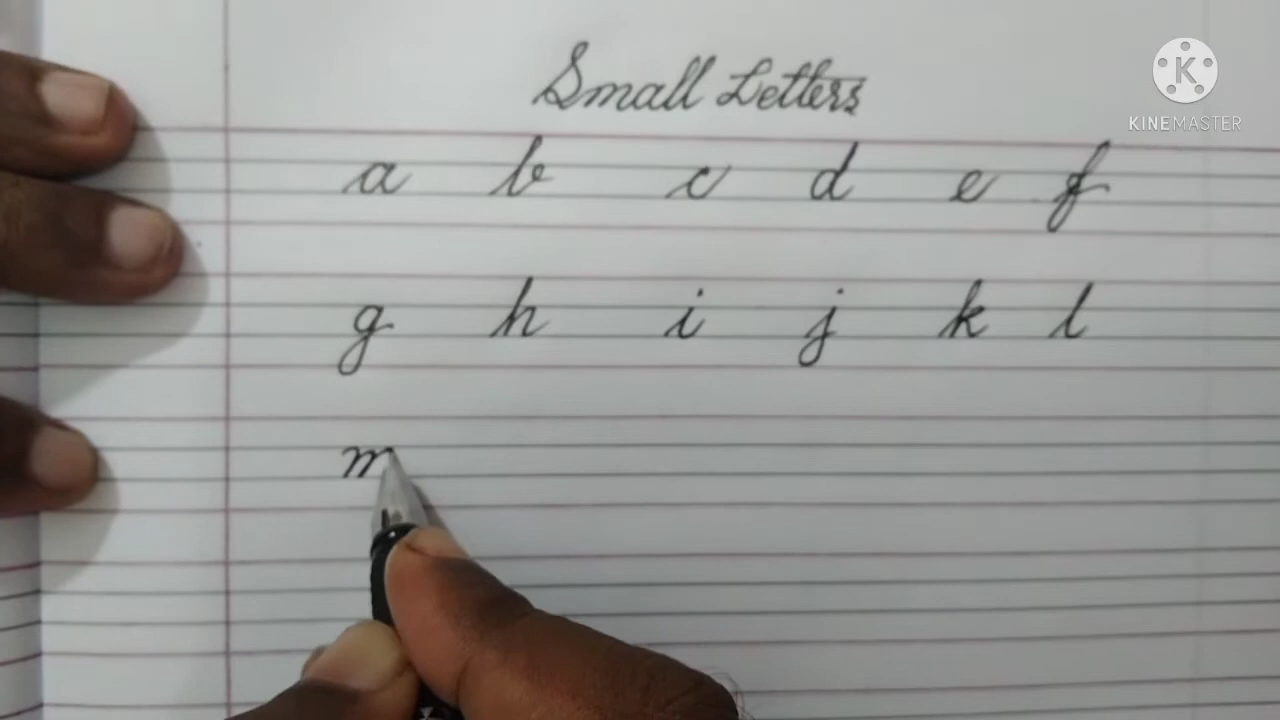 Small Letters
K
KINEMASTER
a b c d e f
g h i j k l
m